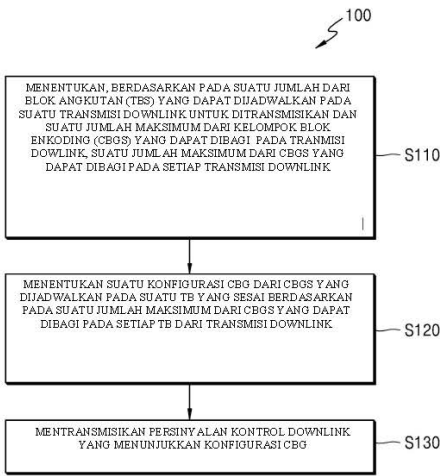 100
MENENTUKAN, BERDASARKAN PADA SUATU JUMLAH DARI
BLOK ANGKUTAN (TBS) YANG DAPAT DIJADWALKAN PADA
SUATU TRANSMISI DOWNLINK UNTUK DITRANSMISIKAN DAN
SUATU JUMLAH MAKSIMUM DARI KELOMPOK BLOK
ENKODING (CBGS) YANG DAPAT DIBAGI PADA TRANMISI
DOWLINK, SUATU JUMLAH MAKSIMUM DARI CBGS YANG
DAPAT DIBAGI PADA SETIAP TRANSMISI DOWNLINK
S110
MENENTUKAN SUATU KONFIGURASI CBG DARI CBGS YANG
DIJADWALKAN PADA SUATU TB YANG SESAI BERDASARKAN
PADA SUATU JUMLAH MAKSIMUM DARI CBGS YANG DAPAT
DIBAGI PADA SETIAP TB DARI TRANSMISI DOWNLINK
S120
MENTRANSMISIKAN PERSINYALAN KONTROL DOWNLINK
YANG MENUNJUKKAN KONFIGURASI CBG
S130